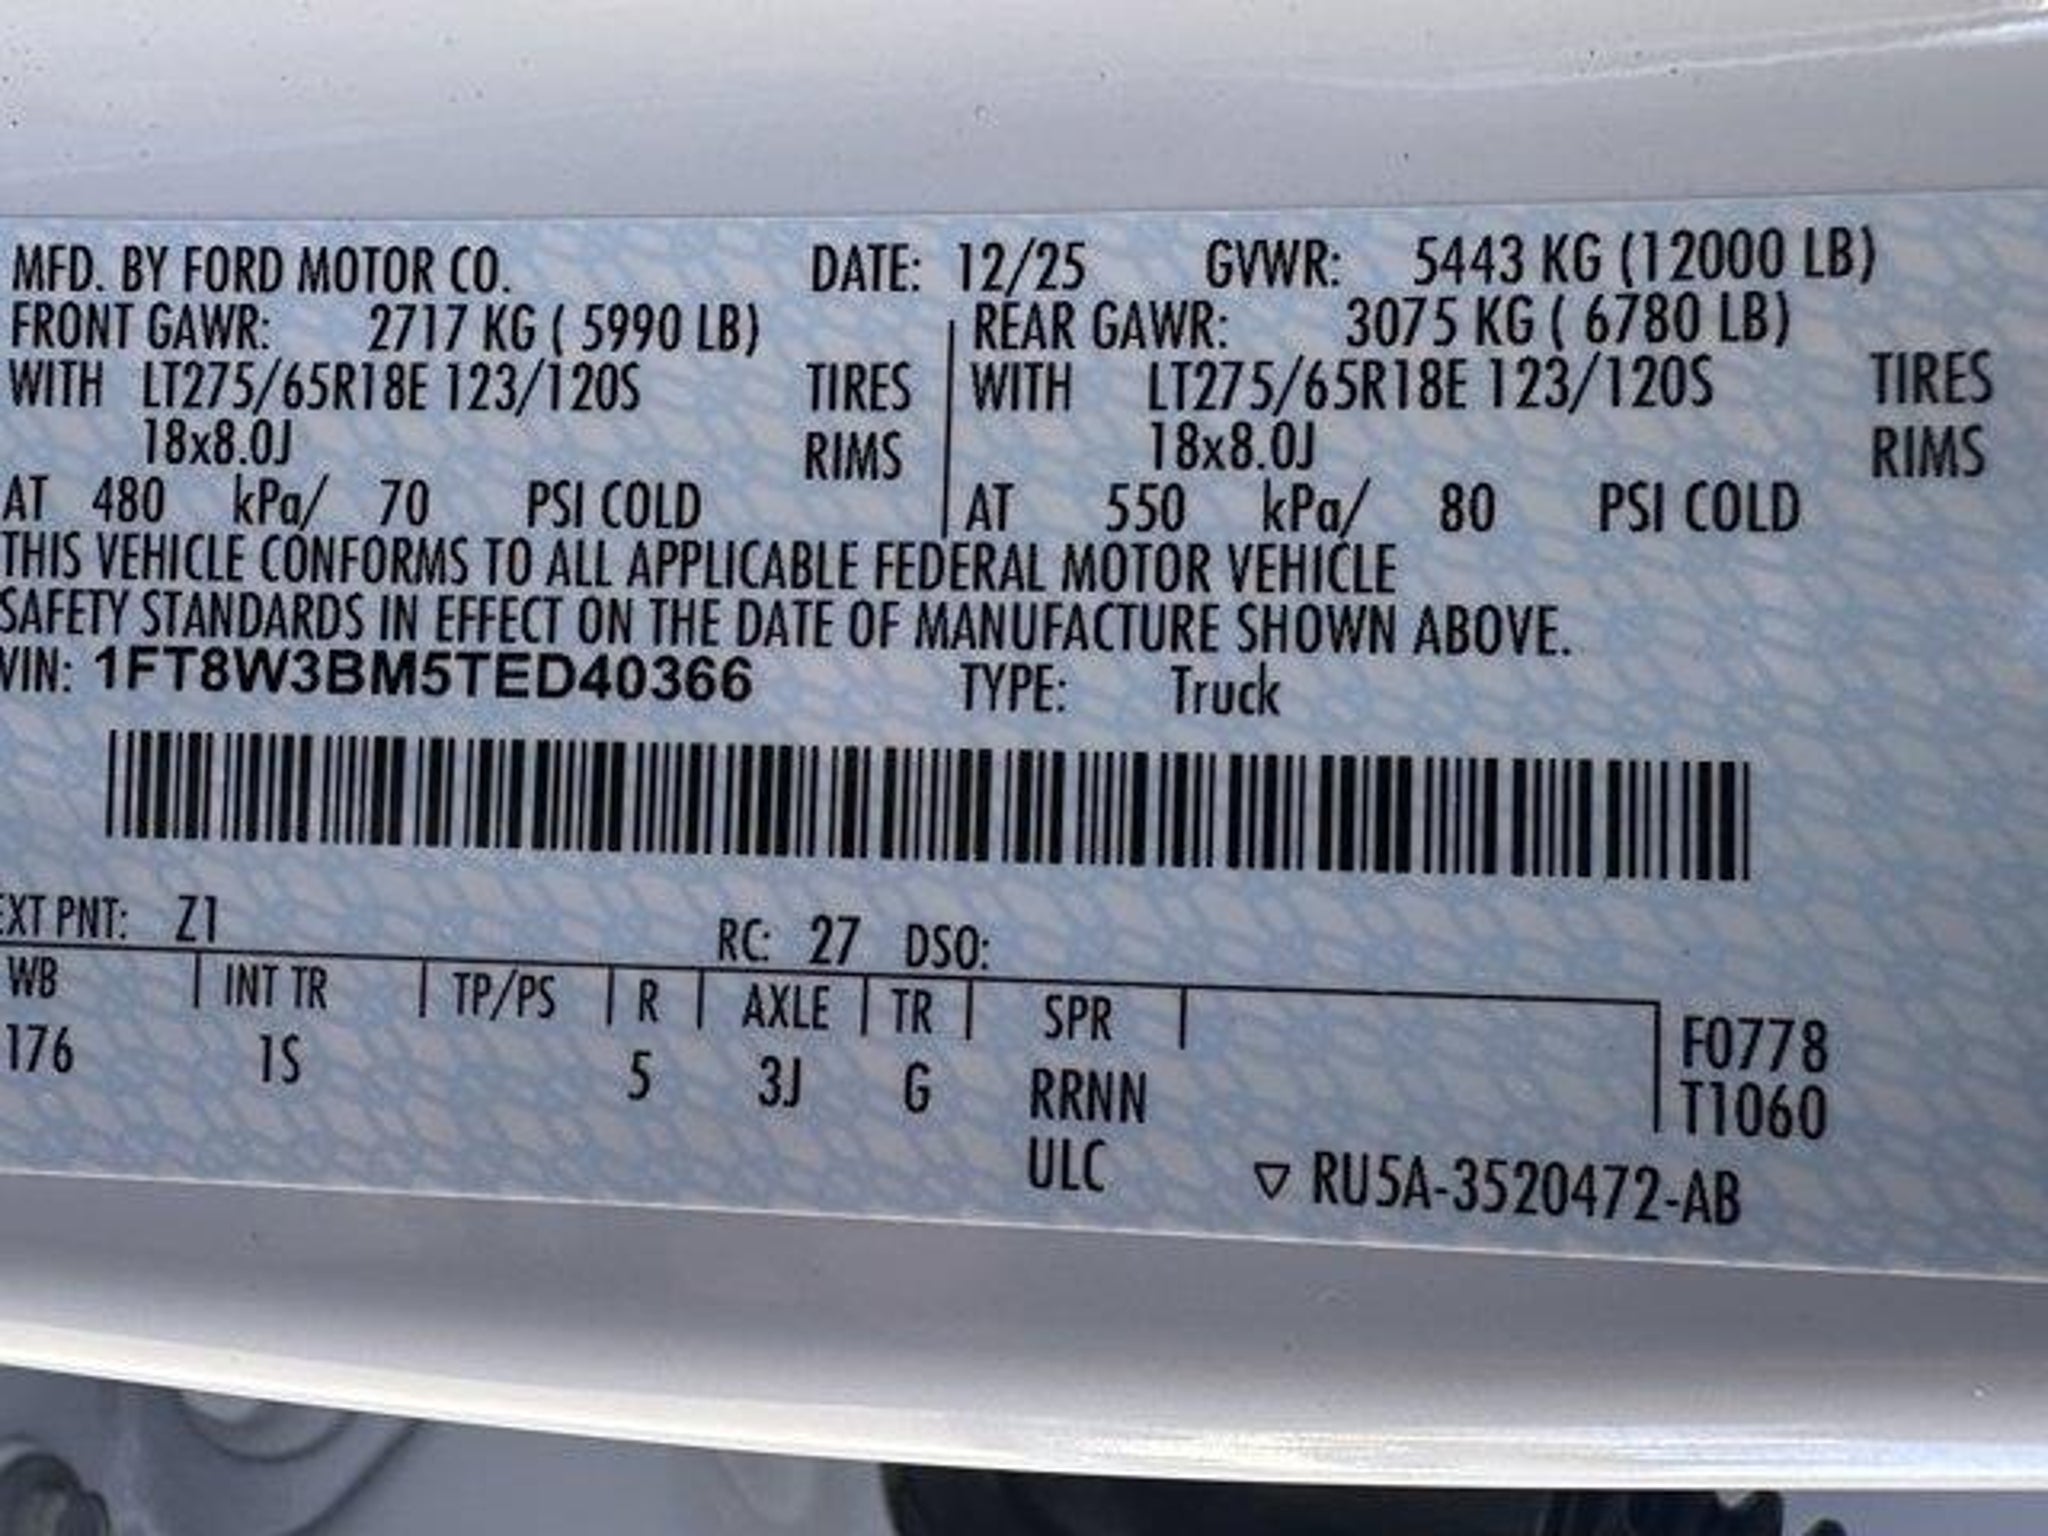 MFD. BY FORD MOTOR CO. DATE: 12/25 GVWR: 5443 KG (12000 LB)
FRONT GAWR: 2717 KG ( 5990 LB) REAR GAWR: 3075 KG ( 6780 LB)
WITH LT275/65R18E 123/120S TIRES WITH LT275/65R18E 123/120S TIRES
18x8.0J RIMS 18x8.0J RIMS
AT 480 kPa/ 70 PSI COLD AT 550 kPa/ 80 PSI COLD
THIS VEHICLE CONFORMS TO ALL APPLICABLE FEDERAL MOTOR VEHICLE
SAFETY STANDARDS IN EFFECT ON THE DATE OF MANUFACTURE SHOWN ABOVE.
VIN: 1FT8W3BM5TED40366 TYPE: Truck
EXT PNT: Z1 RC: 27 DSO:
WB INT TR TP/PS R AXLE TR SPR F0778
176 1S 5 3J G RRNN T1060
ULC ▽ RU5A-3520472-AB